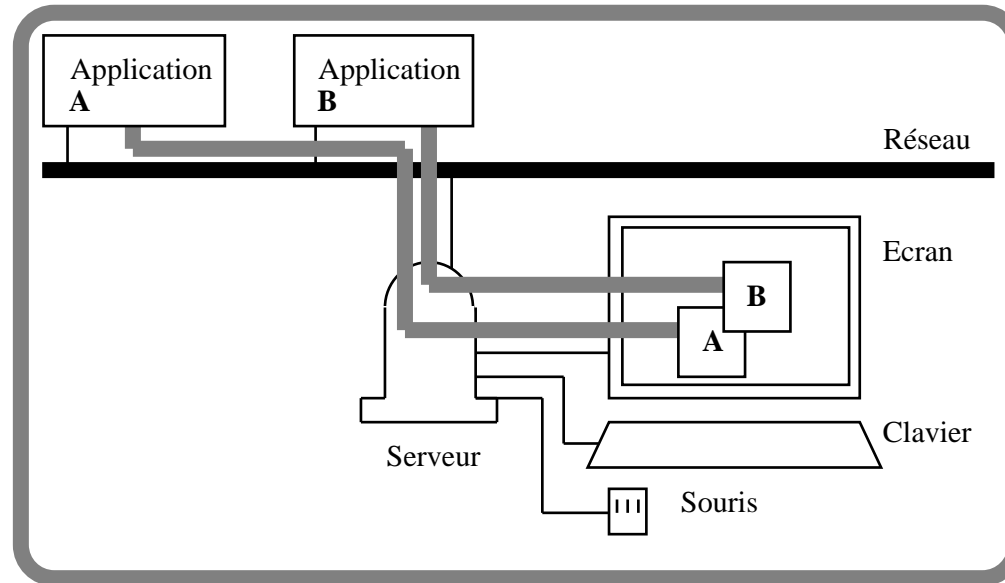 Application
A
Application
B
Réseau
Ecran
B
A
Clavier
Serveur
Souris